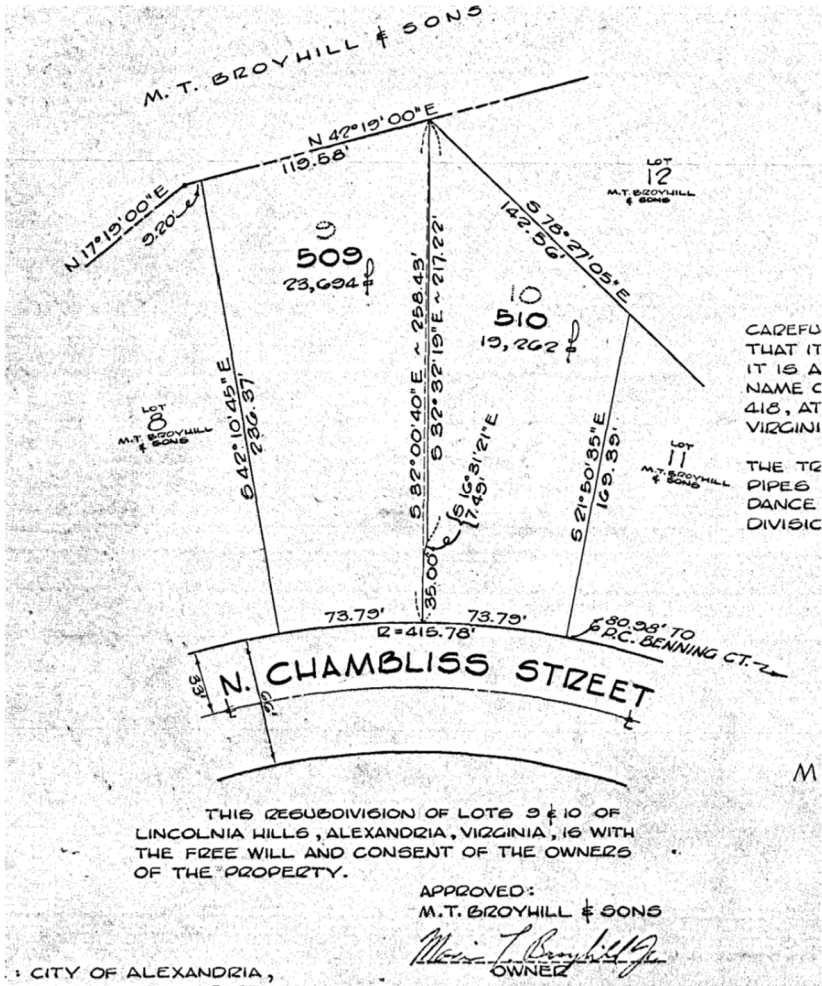 M.T. BROYHILL & SONS
N 42°19'00"E
119.58'
N 17°19'00"E
9.20'
LOT
12
M.T. BROYHILL
& SONS
S 78°27'05"E
142.56'
9
509
23,694
10
510
19,262
S 32°00'40"E ~ 258.43'
S 32°32'19"E ~ 217.22'
S 42°10'45"E
236.37'
LOT
8
M.T. BROYHILL
& SONS
S 16°31'21"E
7.49'
35.00'
S 21°50'35"E
169.39'
LOT
11
M.T. BROYHILL
& SONS
CAREFU
THAT IT
IT IS A
NAME O
418, AT
VIRGINI
THE TR
PIPES
DANCE
DIVISIO
73.79'
73.79'
R=415.78'
80.98' TO
P.C. BENNING CT.
N. CHAMBLISS STREET
33'
66'
M
THIS RESUBDIVISION OF LOTS 9 & 10 OF
LINCOLNIA HILLS, ALEXANDRIA, VIRGINIA, IS WITH
THE FREE WILL AND CONSENT OF THE OWNERS
OF THE PROPERTY.
APPROVED:
M.T. BROYHILL & SONS
OWNER
: CITY OF ALEXANDRIA,